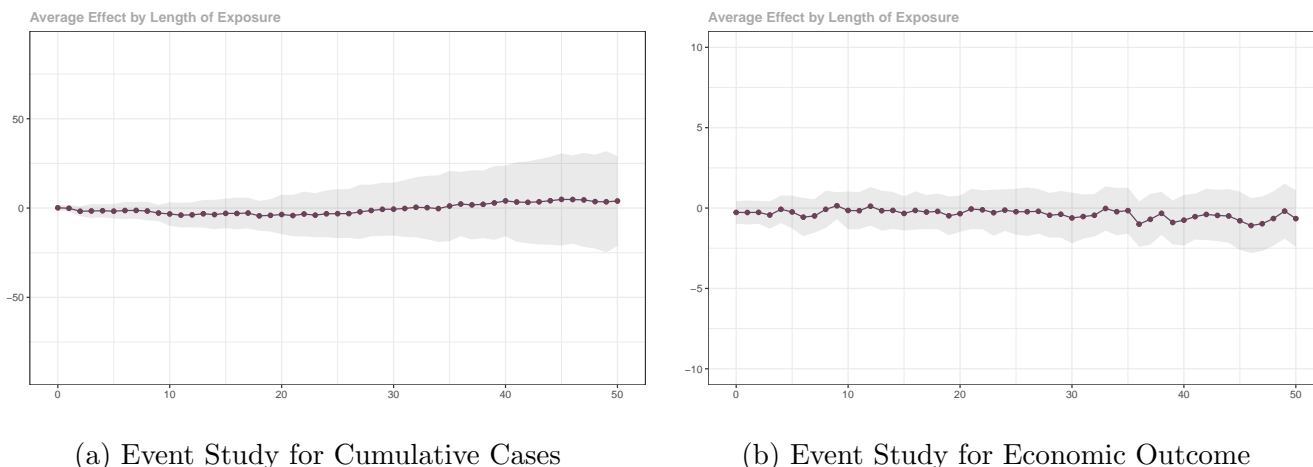 Average Effect by Length of Exposure
50
0
−50
0 10 20 30 40 50
(a) Event Study for Cumulative Cases
Average Effect by Length of Exposure
10
5
0
−5
−10
0 10 20 30 40 50
(b) Event Study for Economic Outcome